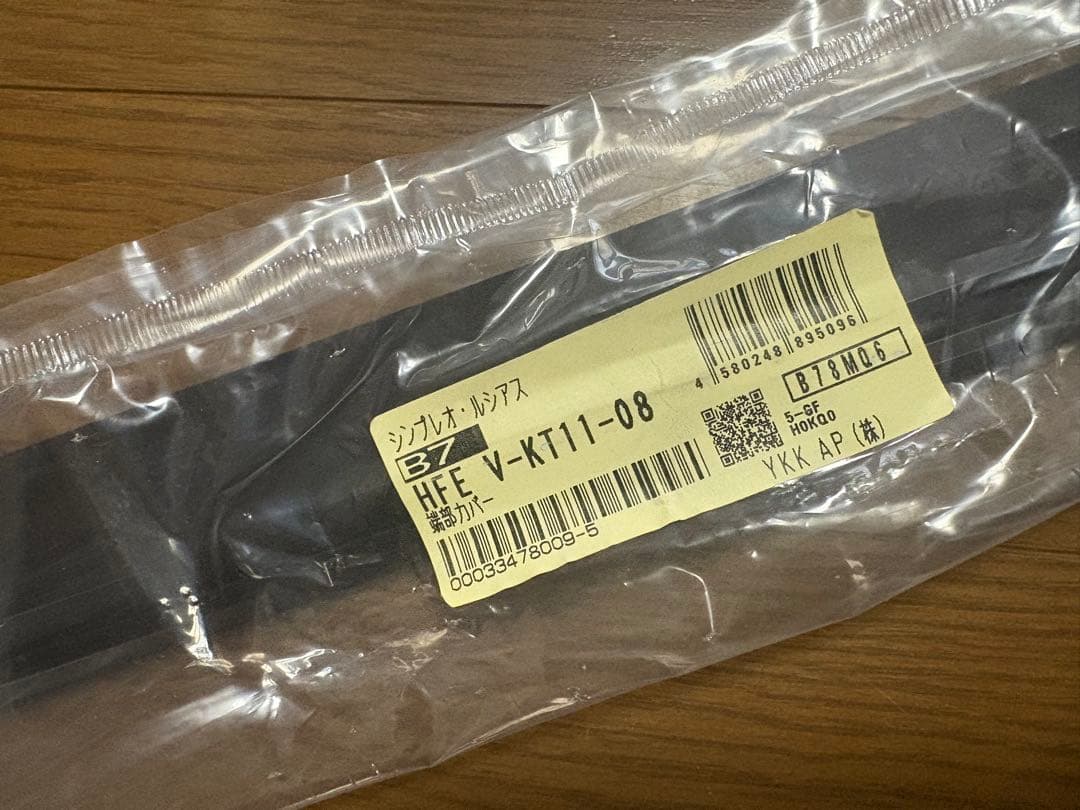 シンプレオ・ルシアス
B7
HFE V-KT11-08
端部カバー
00033478009-5
4 580248 895096
B78MQ6
5-GF
H0KQ0
YKK AP (株)